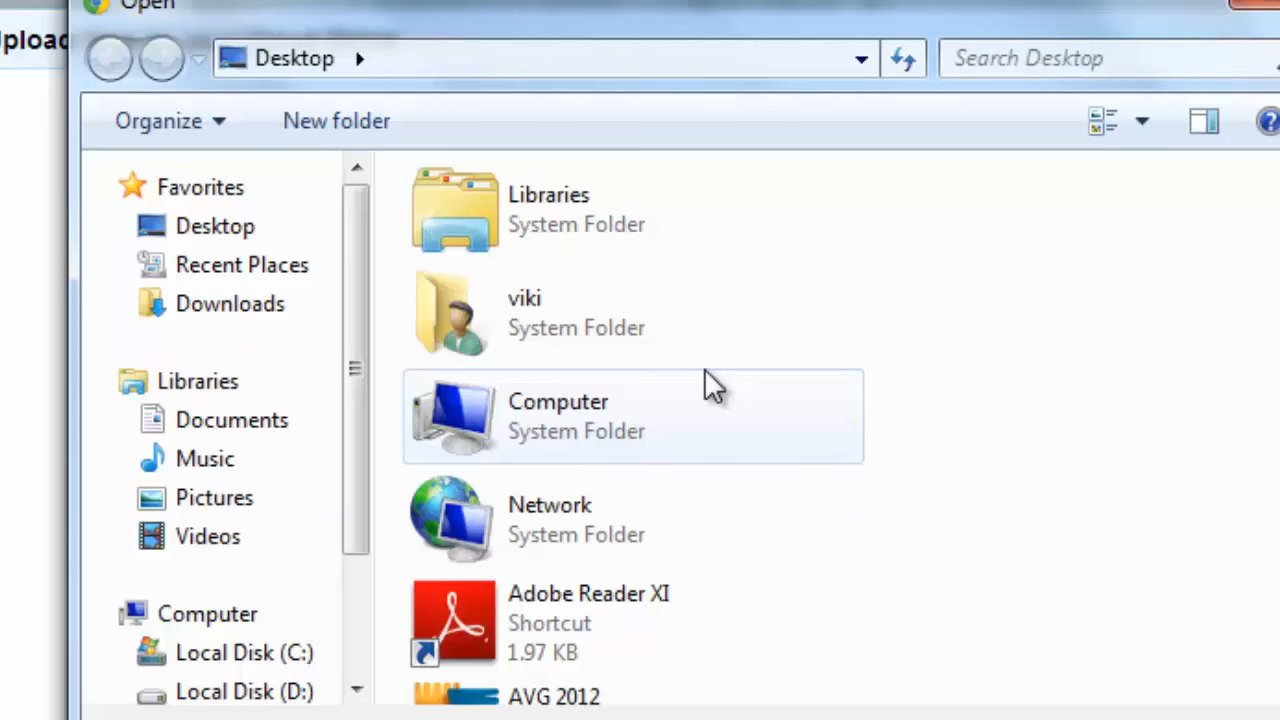 Open
Upload
Desktop
Search Desktop
Organize
New folder
Favorites
Desktop
Recent Places
Downloads
Libraries
Documents
Music
Pictures
Videos
Computer
Local Disk (C:)
Local Disk (D:)
Libraries
System Folder
viki
System Folder
Computer
System Folder
Network
System Folder
Adobe Reader XI
Shortcut
1.97 KB
AVG 2012